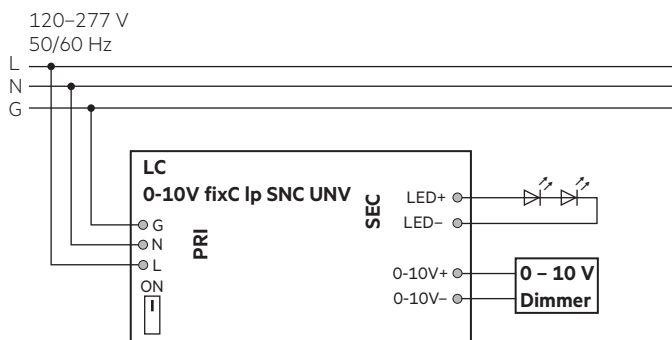 120–277 V
50/60 Hz
L
N
G
LC
0-10V fixC lp SNC UNV
PRI
SEC
G
N
L
ON
LED+
LED–
0-10V+
0-10V–
0 – 10 V
Dimmer